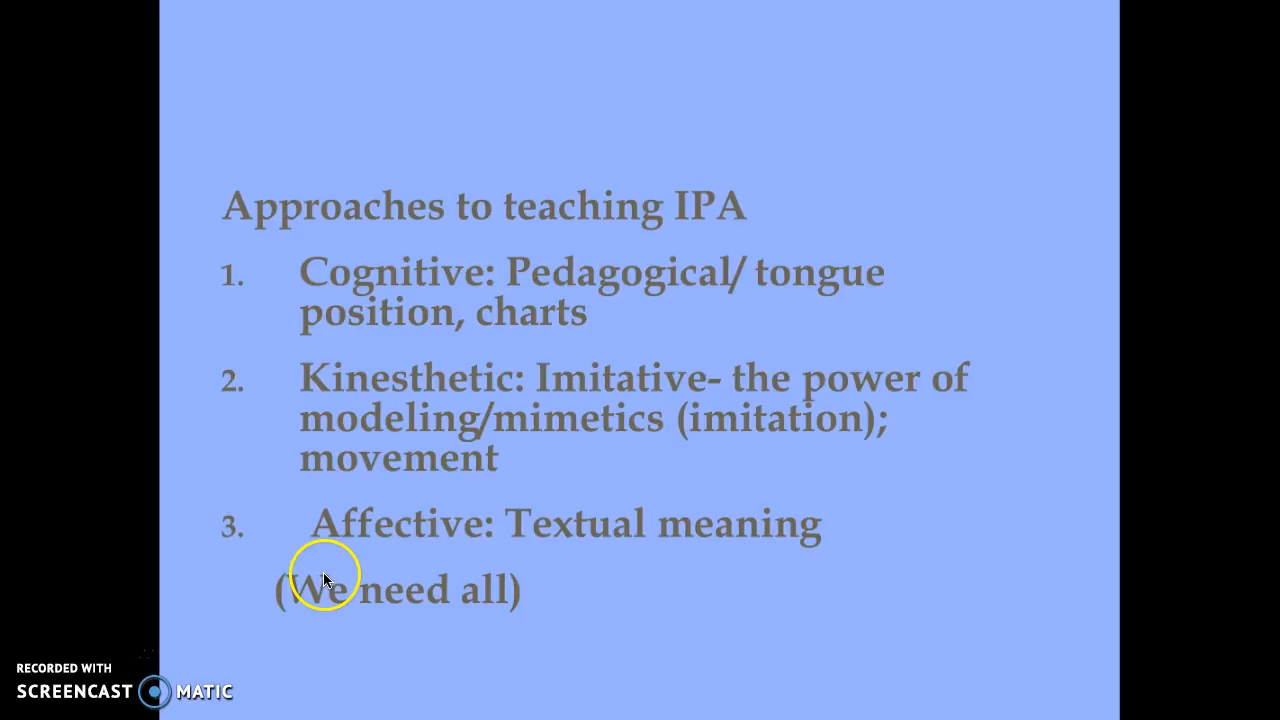 Approaches to teaching IPA
1. Cognitive: Pedagogical/ tongue
position, charts
2. Kinesthetic: Imitative- the power of
modeling/mimetics (imitation);
movement
3. Affective: Textual meaning
(We need all)
RECORDED WITH
SCREENCAST MATIC